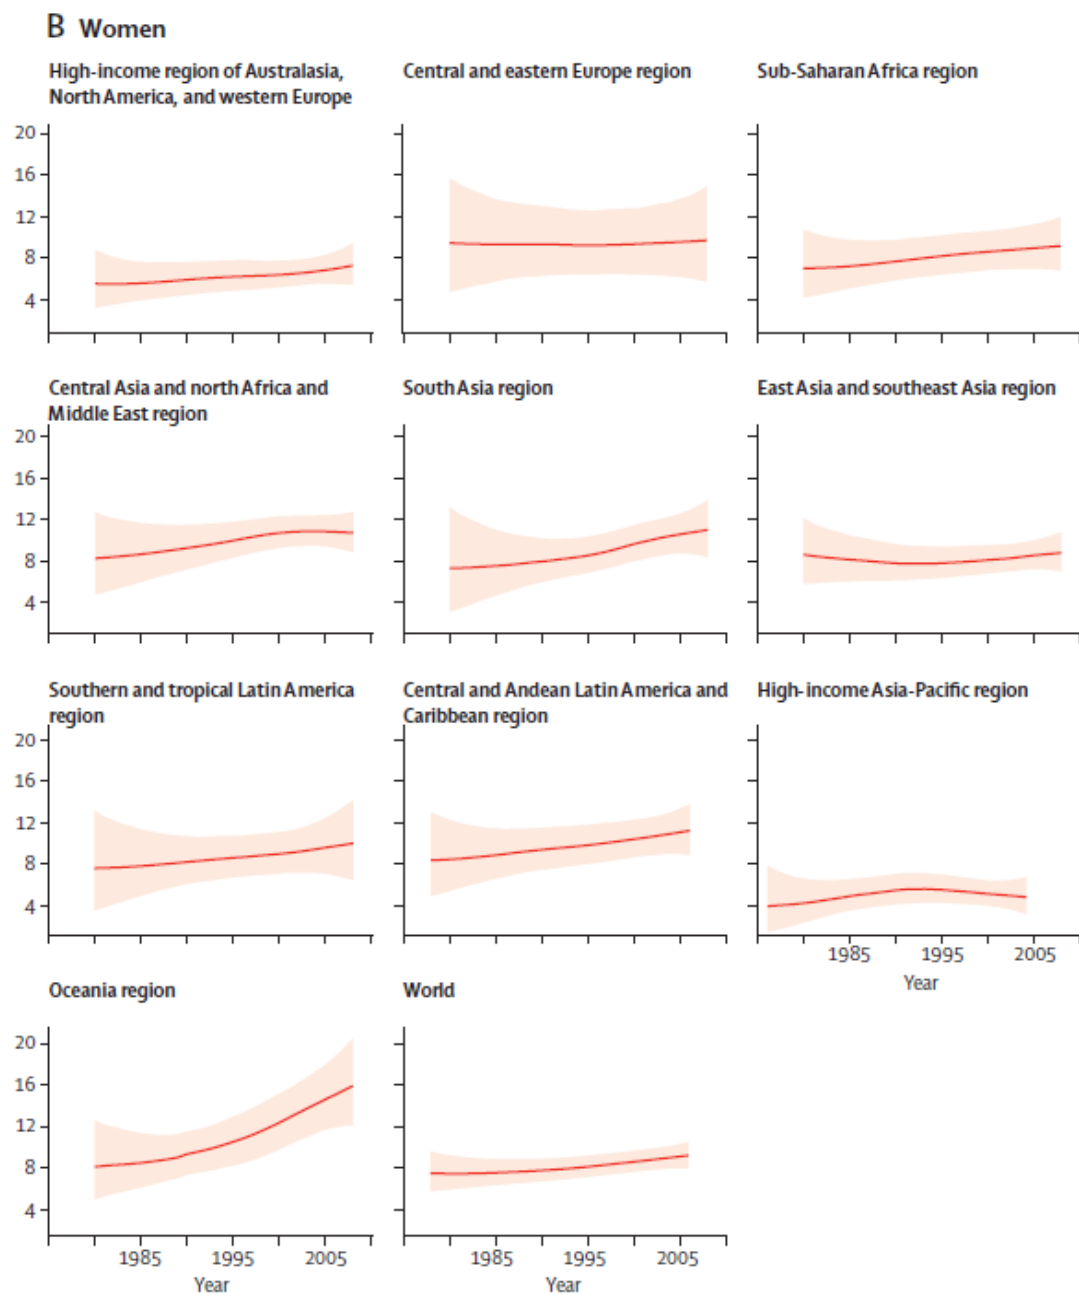 B Women
High-income region of Australasia,
North America, and western Europe
Central and eastern Europe region
Sub-Saharan Africa region
20
16
12
8
4
Central Asia and north Africa and
Middle East region
South Asia region
East Asia and southeast Asia region
20
16
12
8
4
Southern and tropical Latin America
region
Central and Andean Latin America and
Caribbean region
High-income Asia-Pacific region
20
16
12
8
4
1985 1995 2005
Year
Oceania region
World
20
16
12
8
4
1985 1995 2005
Year
1985 1995 2005
Year